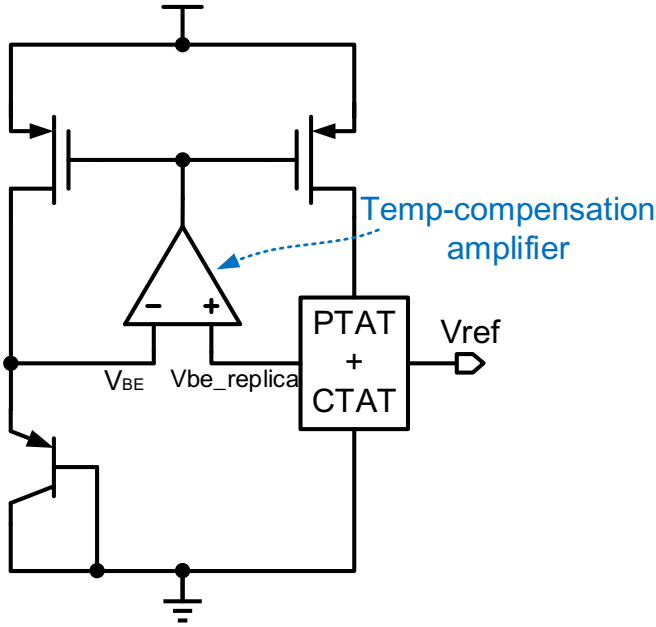 Temp-compensation
amplifier
- +
PTAT
+
CTAT
Vref
VBE
Vbe_replica